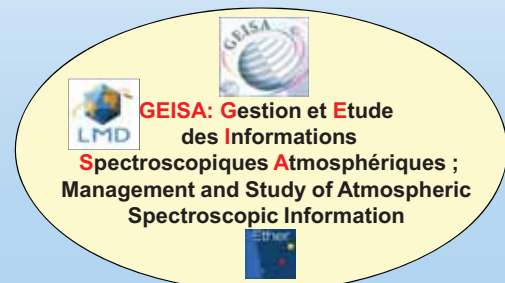 GEISA
LMD
GEISA: Gestion et Etude
des Informations
Spectroscopiques Atmosphériques ;
Management and Study of Atmospheric
Spectroscopic Information
Ether